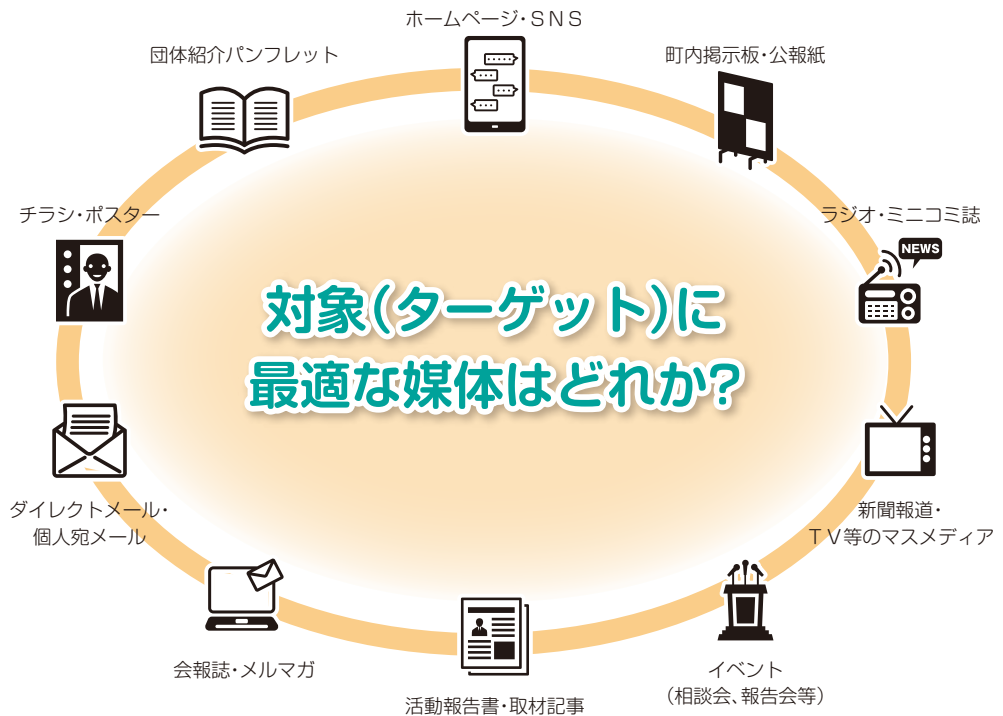 ホームページ・ＳＮＳ
団体紹介パンフレット
町内掲示板・公報紙
チラシ・ポスター
ラジオ・ミニコミ誌
NEWS
対象（ターゲット）に
最適な媒体はどれか？
ダイレクトメール・
個人宛メール
新聞報道・
ＴＶ等のマスメディア
会報誌・メルマガ
イベント
（相談会、報告会等）
活動報告書・取材記事